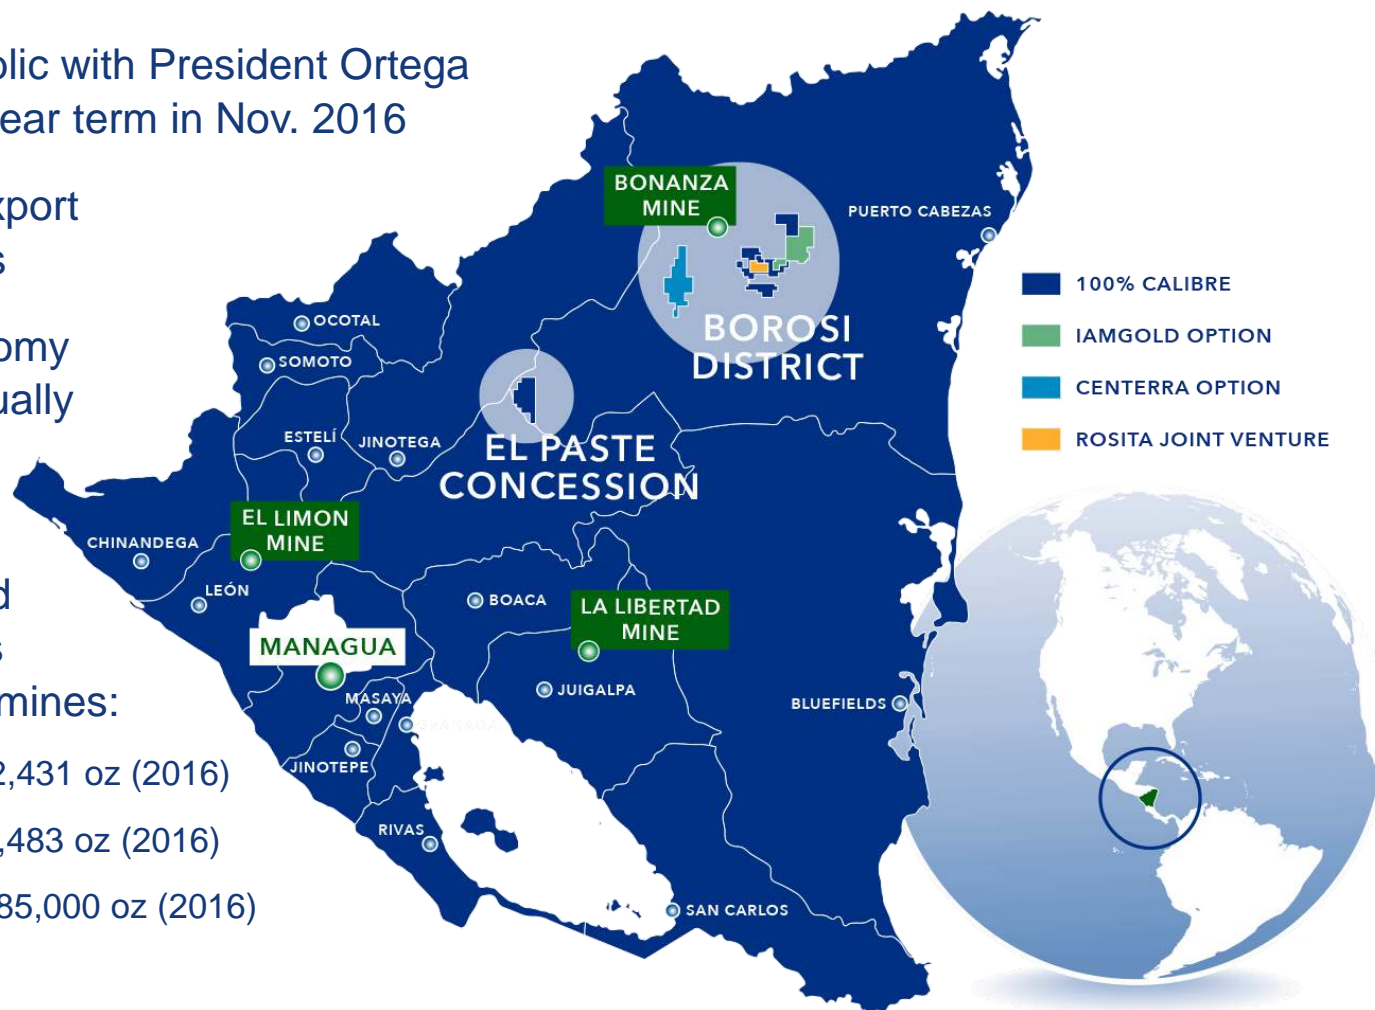 olic with President Ortega
ear term in Nov. 2016
xport
s
omy
ually
d
s
mines:
2,431 oz (2016)
,483 oz (2016)
85,000 oz (2016)
BONANZA
MINE
PUERTO CABEZAS
BOROSI
DISTRICT
OCOTAL
SOMOTO
ESTELÍ
JINOTEGA
EL PASTE
CONCESSION
EL LIMON
MINE
CHINANDEGA
LEÓN
BOACA
LA LIBERTAD
MINE
MANAGUA
MASAYA
JUIGALPA
BLUEFIELDS
GRANADA
JINOTEPE
RIVAS
SAN CARLOS
100% CALIBRE
IAMGOLD OPTION
CENTERRA OPTION
ROSITA JOINT VENTURE